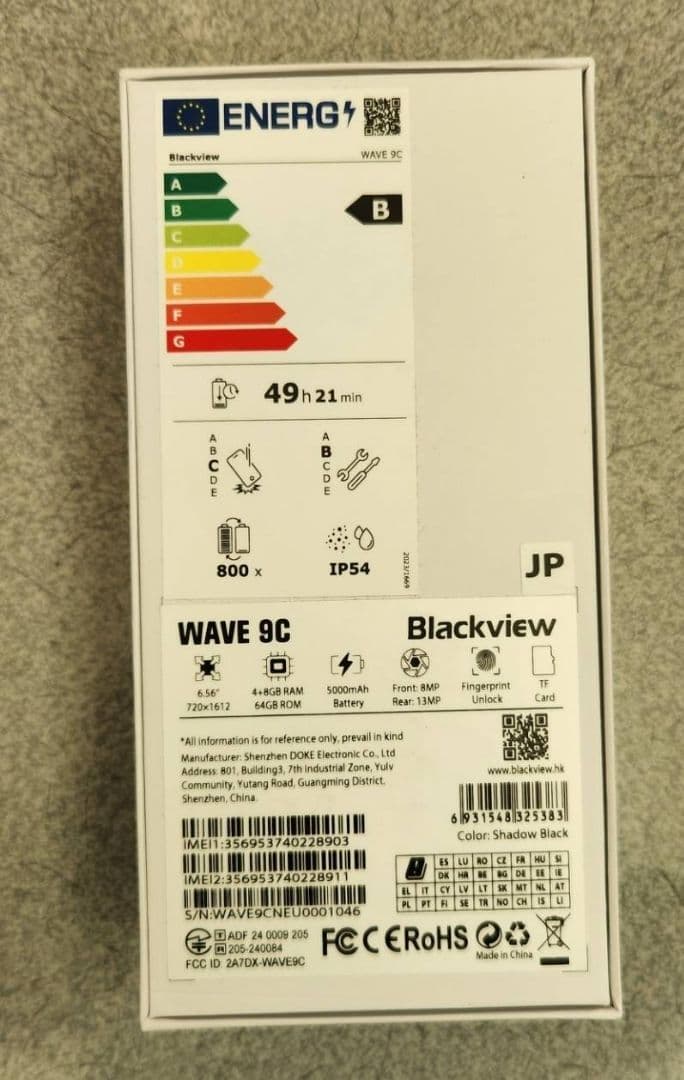 ENERG
Blackview WAVE 9C
A
B
B
C
D
E
F
G
49h 21min
A
B
C
D
E
A
B
C
D
E
800 x
IP54
2023/1669
JP
WAVE 9C
Blackview
6.56"
720×1612
4+8GB RAM
64GB ROM
5000mAh
Battery
Front: 8MP
Rear: 13MP
Fingerprint
Unlock
TF
Card
*All information is for reference only, prevail in kind
Manufacturer: Shenzhen DOKE Electronic Co., Ltd
Address: 801, Building3, 7th Industrial Zone, Yulv
Community, Yutang Road, Guangming District,
Shenzhen, China.
www.blackview.hk
6 931548 325383
Color: Shadow Black
IMEI1:356953740228903
IMEI2:356953740228911
S/N:WAVE9CNEU0001046
ES LU RO CZ FR HU SI
DK HR BE BG DE EE IE
EL IT CY LV LT SK MT NL AT
PL PT FI SE TR NO CH IS LI
T ADF 24 0009 205
R 205-240084
FCC ID 2A7DX-WAVE9C
FC CE RoHS
Made in China